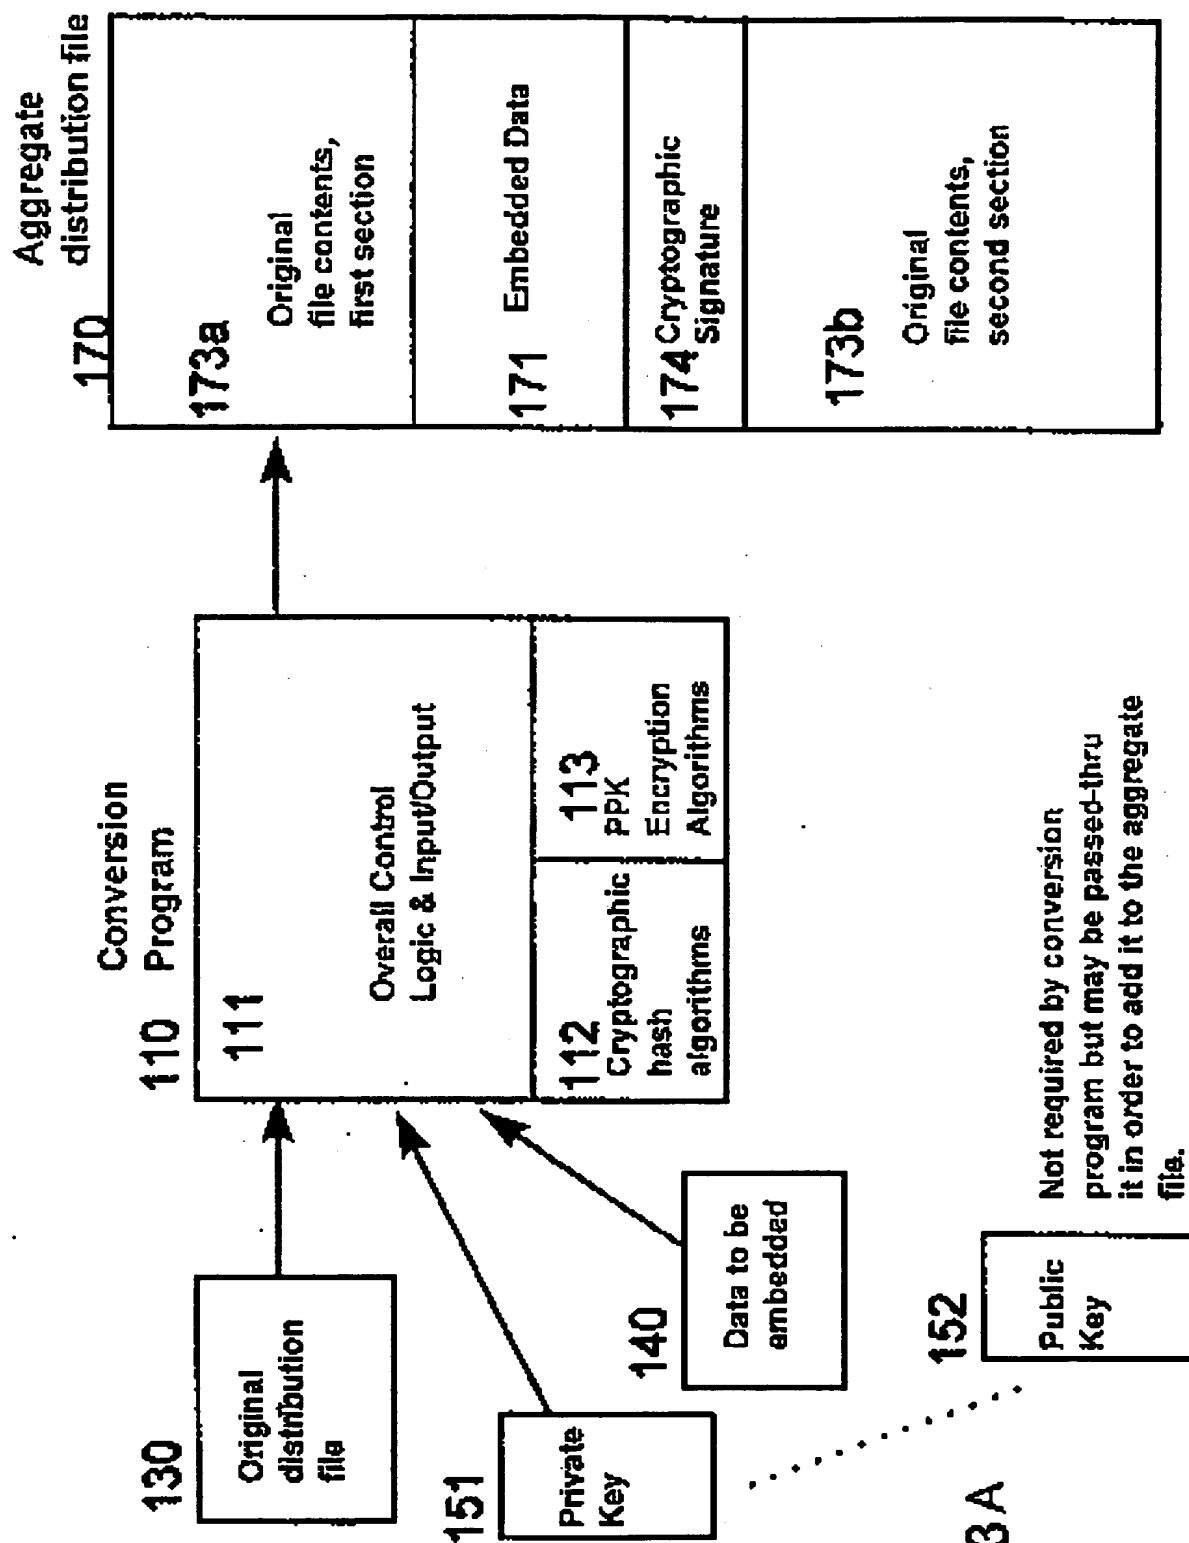 130
Original
distribution
file
151
Private
Key
140
Data to be
embedded
152
Public
Key
Not required by conversion
program but may be passed-thru
it in order to add it to the aggregate
file.
Conversion
110 Program
111
Overall Control
Logic & Input/Output
112
Cryptographic
hash
algorithms
113
PPK
Encryption
Algorithms
Aggregate
170 distribution file
173a
Original
file contents,
first section
171 Embedded Data
174 Cryptographic
Signature
173b
Original
file contents,
second section
3 A